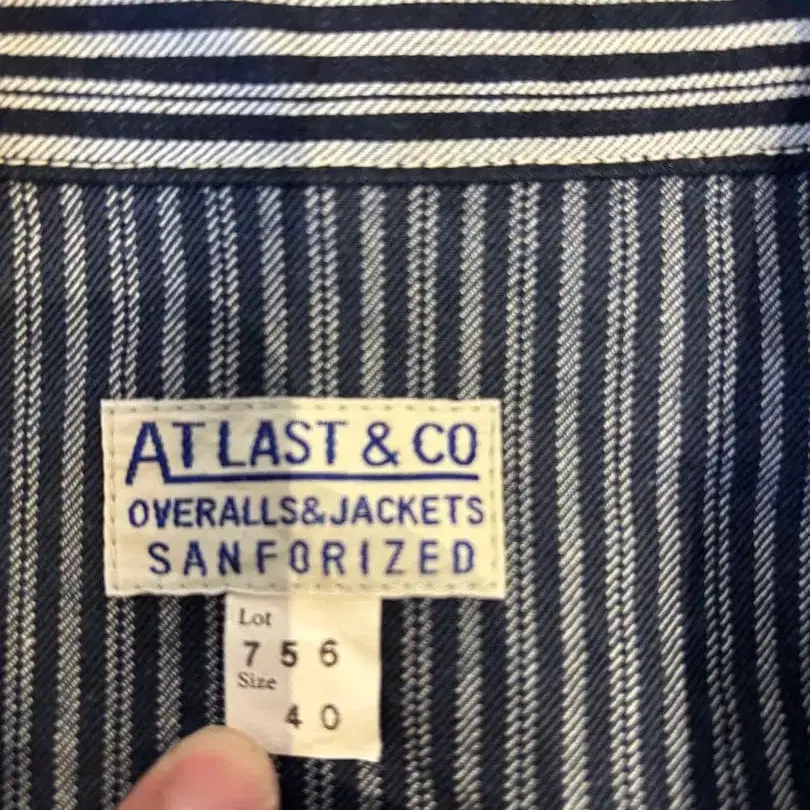 AT LAST & CO
OVERALLS&JACKETS
SANFORIZED
Lot
756
Size
40